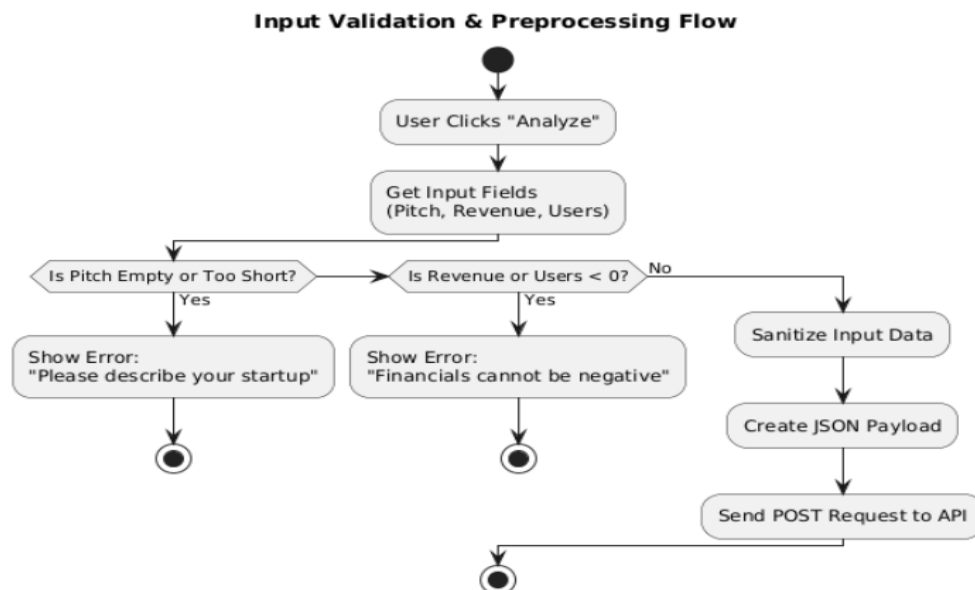 Input Validation & Preprocessing Flow
User Clicks "Analyze"
Get Input Fields
(Pitch, Revenue, Users)
Is Pitch Empty or Too Short?
Is Revenue or Users < 0?
No
Yes
Yes
Sanitize Input Data
Show Error:
"Please describe your startup"
Show Error:
"Financials cannot be negative"
Create JSON Payload
Send POST Request to API